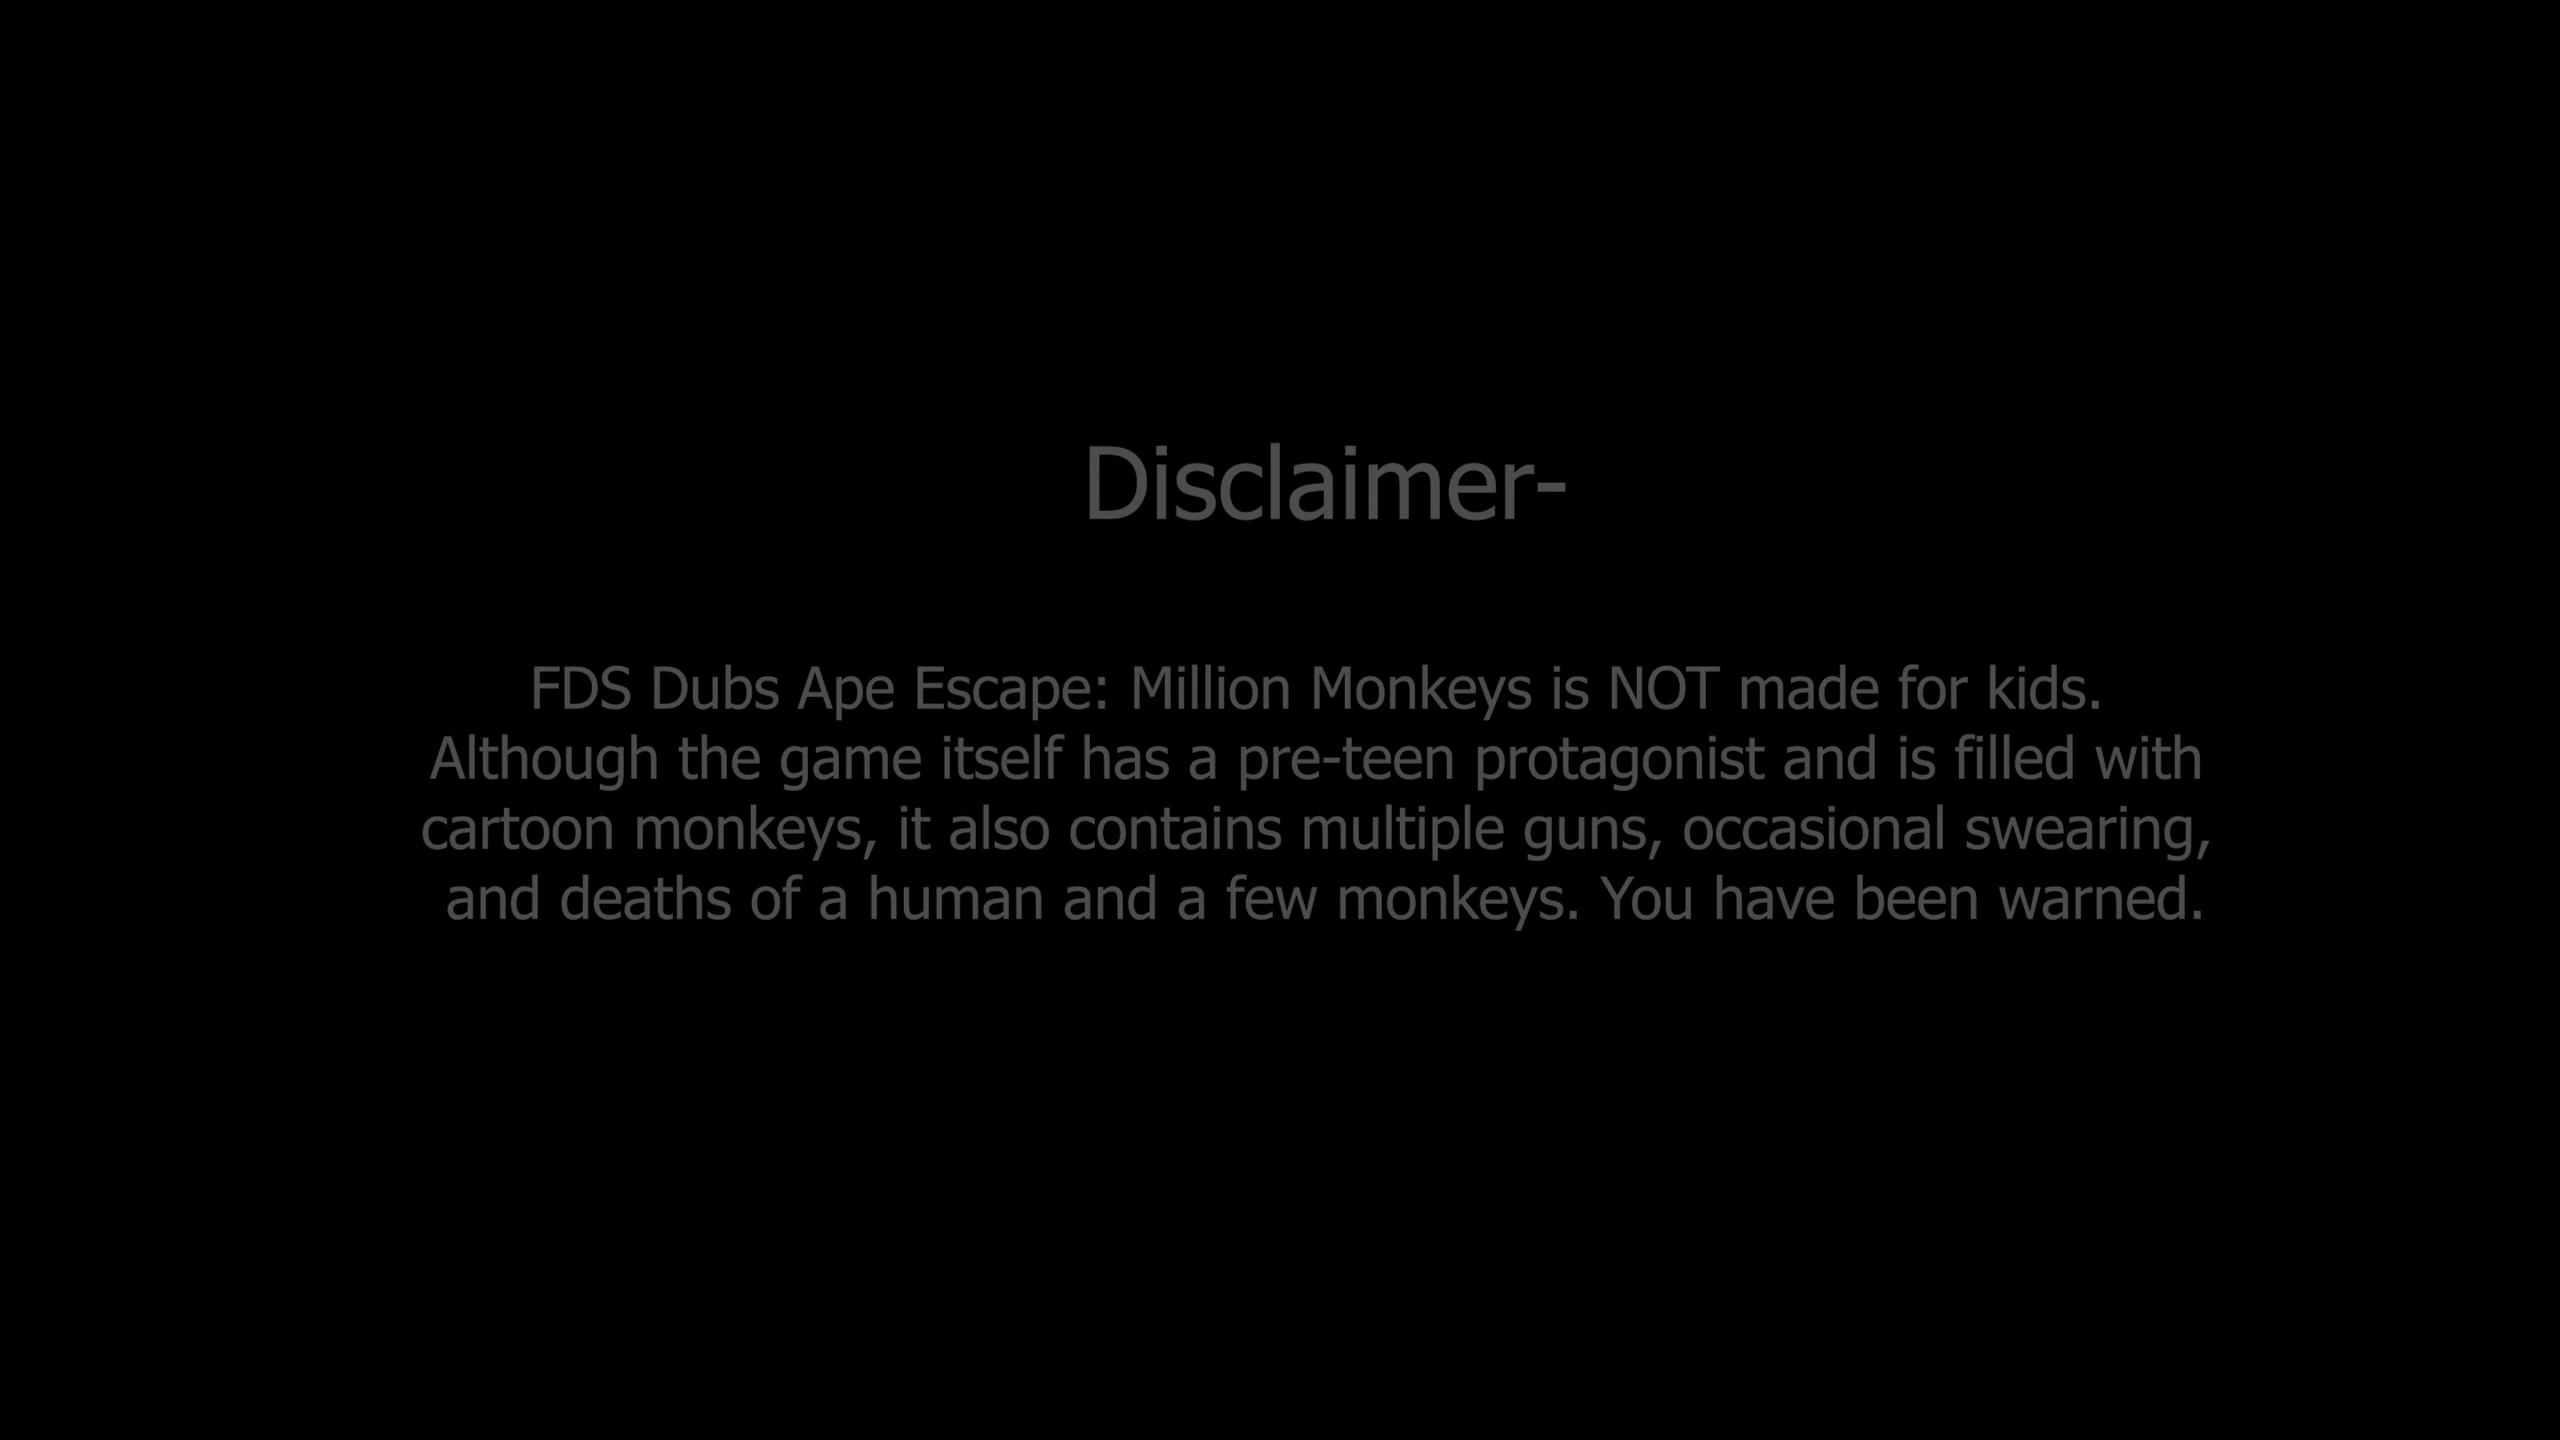 Disclaimer-
FDS Dubs Ape Escape: Million Monkeys is NOT made for kids.
Although the game itself has a pre-teen protagonist and is filled with
cartoon monkeys, it also contains multiple guns, occasional swearing,
and deaths of a human and a few monkeys. You have been warned.